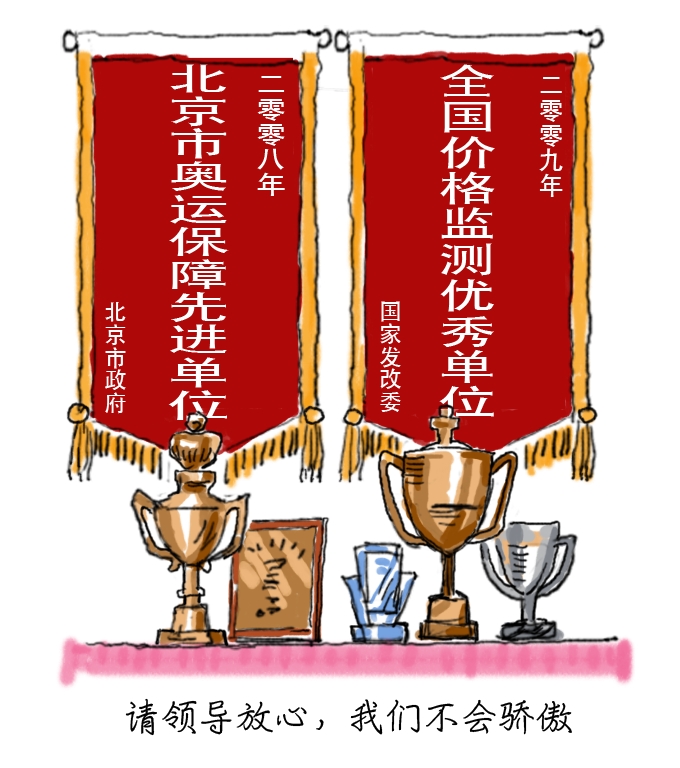 二零零八年
北京市奥运保障先进单位
北京市政府
二零零九年
全国价格监测优秀单位
国家发改委
请领导放心，我们不会骄傲